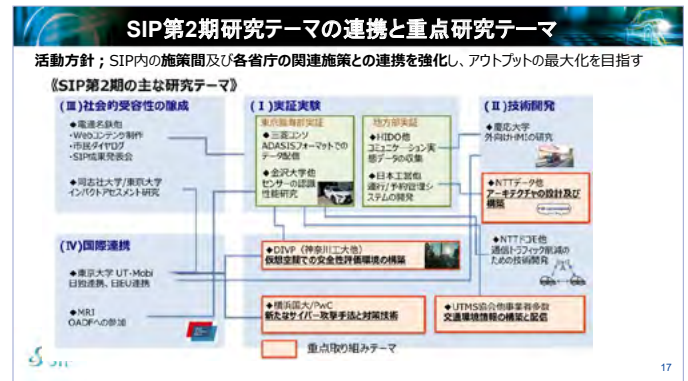 SIP第2期研究テーマの連携と重点研究テーマ
活動方針；SIP内の施策間及び各省庁の関連施策との連携を強化し、アウトプットの最大化を目指す
《SIP第2期の主な研究テーマ》
(Ⅲ)社会的受容性の醸成
◆電通名鉄他
・Webコンテンツ制作
・市民ダイヤログ
・SIP成果発表会
◆同志社大学/東京大学
インパクトアセスメント研究
(Ⅰ)実証実験
東京臨海部実証
◆三菱コンソ
ADASISフォーマットでの
データ配信
◆金沢大学他
センサーの認識
性能研究
地方部実証
◆HIDO他
コミュニケーション実
態データの収集
◆日本工営他
運行/予約管理シ
ステムの開発
(Ⅱ)技術開発
◆慶応大学
外向けHMIの研究
◆NTTデータ他
アーキテクチャの設計及び
構築
◆NTTドコモ他
通信トラフィック削減の
ための技術開発
(Ⅳ)国際連携
◆東京大学 UT-Mobi
日独連携、日EU連携
◆MRI
OADFへの参加
◆DIVP（神奈川工大他）
仮想空間での安全性評価環境の構築
◆横浜国大/PwC
新たなサイバー攻撃手法と対策技術
◆UTMS協会他事業者多数
交通環境情報の構築と配信
重点取り組みテーマ
17